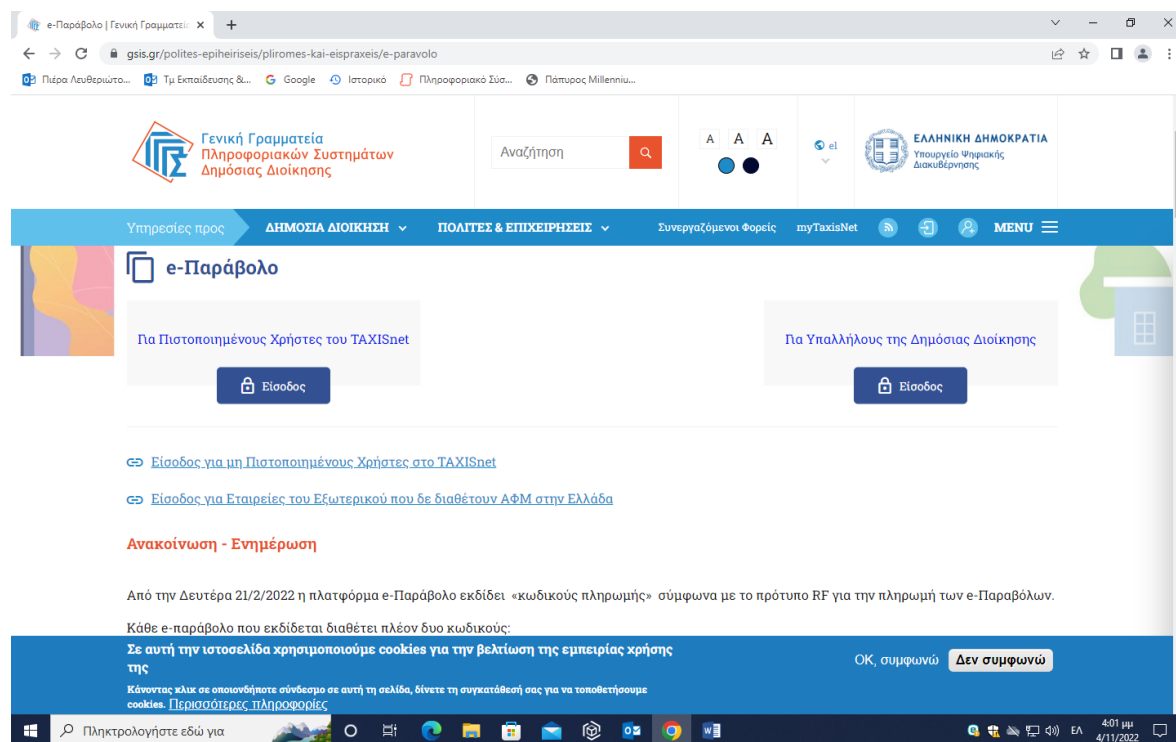 e-Παράβολο | Γενική Γραμματεία
gsis.gr/polites-epiheiriseis/pliromes-kai-eispraxeis/e-paravolo
Πιέρα Λευθεριώτο... Τμ Εκπαίδευσης &... Google Ιστορικό Πληροφοριακό Σύσ... Πάπυρος Millenniu...
Γενική Γραμματεία
Πληροφοριακών Συστημάτων
Δημόσιας Διοίκησης
Αναζήτηση
A A A
el
ΕΛΛΗΝΙΚΗ ΔΗΜΟΚΡΑΤΙΑ
Υπουργείο Ψηφιακής
Διακυβέρνησης
Υπηρεσίες προς ΔΗΜΟΣΙΑ ΔΙΟΙΚΗΣΗ ΠΟΛΙΤΕΣ & ΕΠΙΧΕΙΡΗΣΕΙΣ Συνεργαζόμενοι Φορείς myTaxisNet MENU
e-Παράβολο
Για Πιστοποιημένους Χρήστες του TAXISnet
Είσοδος
Για Υπαλλήλους της Δημόσιας Διοίκησης
Είσοδος
Είσοδος για μη Πιστοποιημένους Χρήστες στο TAXISnet
Είσοδος για Εταιρείες του Εξωτερικού που δε διαθέτουν ΑΦΜ στην Ελλάδα
Ανακοίνωση - Ενημέρωση
Από την Δευτέρα 21/2/2022 η πλατφόρμα e-Παράβολο εκδίδει «κωδικούς πληρωμής» σύμφωνα με το πρότυπο RF για την πληρωμή των e-Παραβόλων.
Κάθε e-παράβολο που εκδίδεται διαθέτει πλέον δυο κωδικούς:
Σε αυτή την ιστοσελίδα χρησιμοποιούμε cookies για την βελτίωση της εμπειρίας χρήσης
της
Κάνοντας κλικ σε οποιονδήποτε σύνδεσμο σε αυτή τη σελίδα, δίνετε τη συγκατάθεσή σας για να τοποθετήσουμε
cookies. Περισσότερες πληροφορίες
OK, συμφωνώ Δεν συμφωνώ
Πληκτρολογήστε εδώ για
ΕΛ
4:01 μμ
4/11/2022